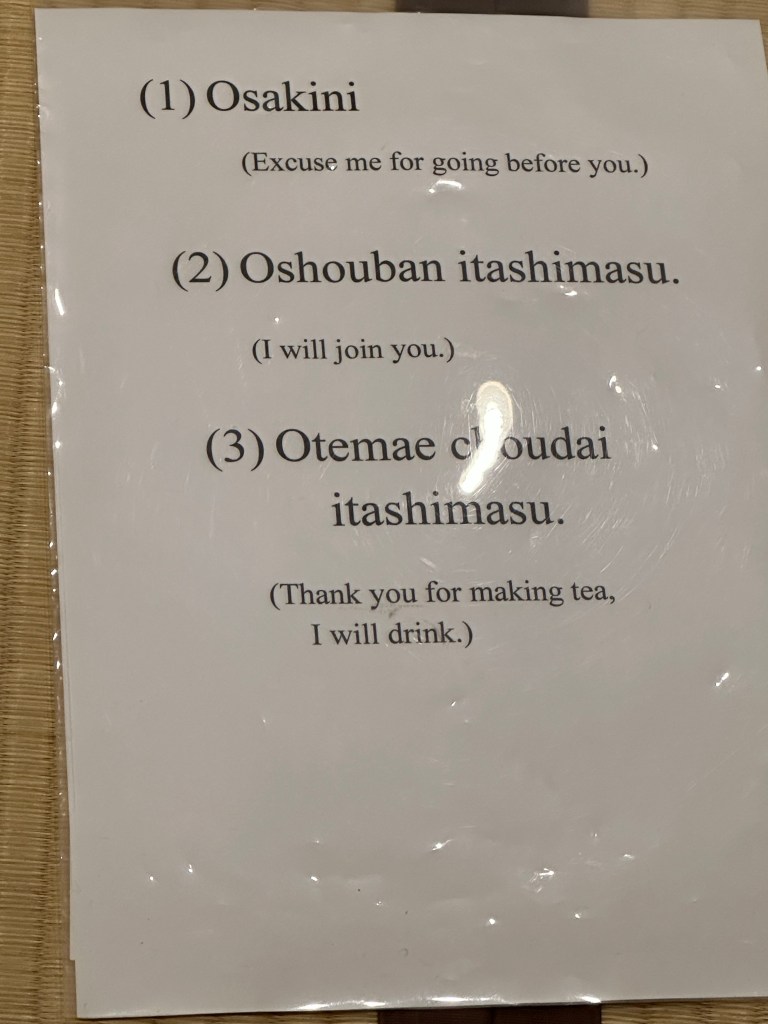 (1) Osakini
(Excuse me for going before you.)
(2) Oshouban itashimasu.
(I will join you.)
(3) Otemae choudai
itashimasu.
(Thank you for making tea,
I will drink.)